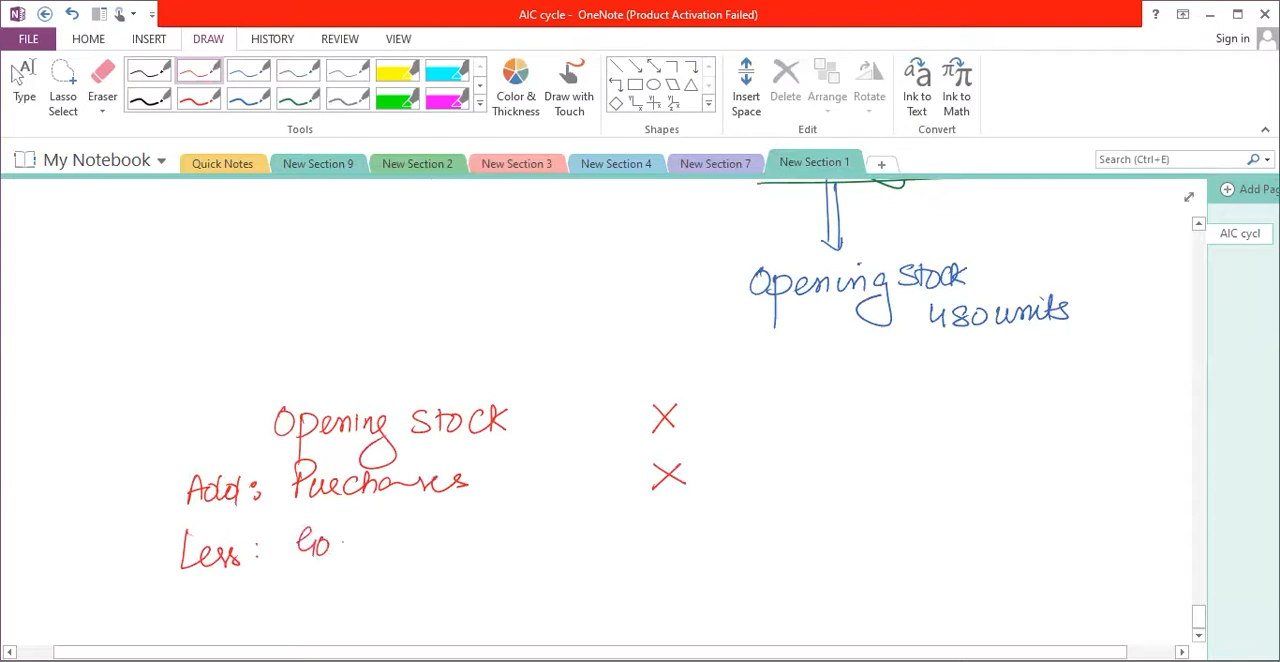 AIC cycle - OneNote (Product Activation Failed)
?
FILE HOME INSERT DRAW HISTORY REVIEW VIEW
Sign in
Type
Lasso Select
Eraser
Color & Thickness
Draw with Touch
Insert Space
Delete
Arrange
Rotate
Ink to Text
Ink to Math
Tools
Shapes
Edit
Convert
My Notebook
Quick Notes
New Section 9
New Section 2
New Section 3
New Section 4
New Section 7
New Section 1
Search (Ctrl+E)
Add Pag
AIC cycl
Opening Stock
480 units
Opening Stock X
Add: Purchases X
Less: Go